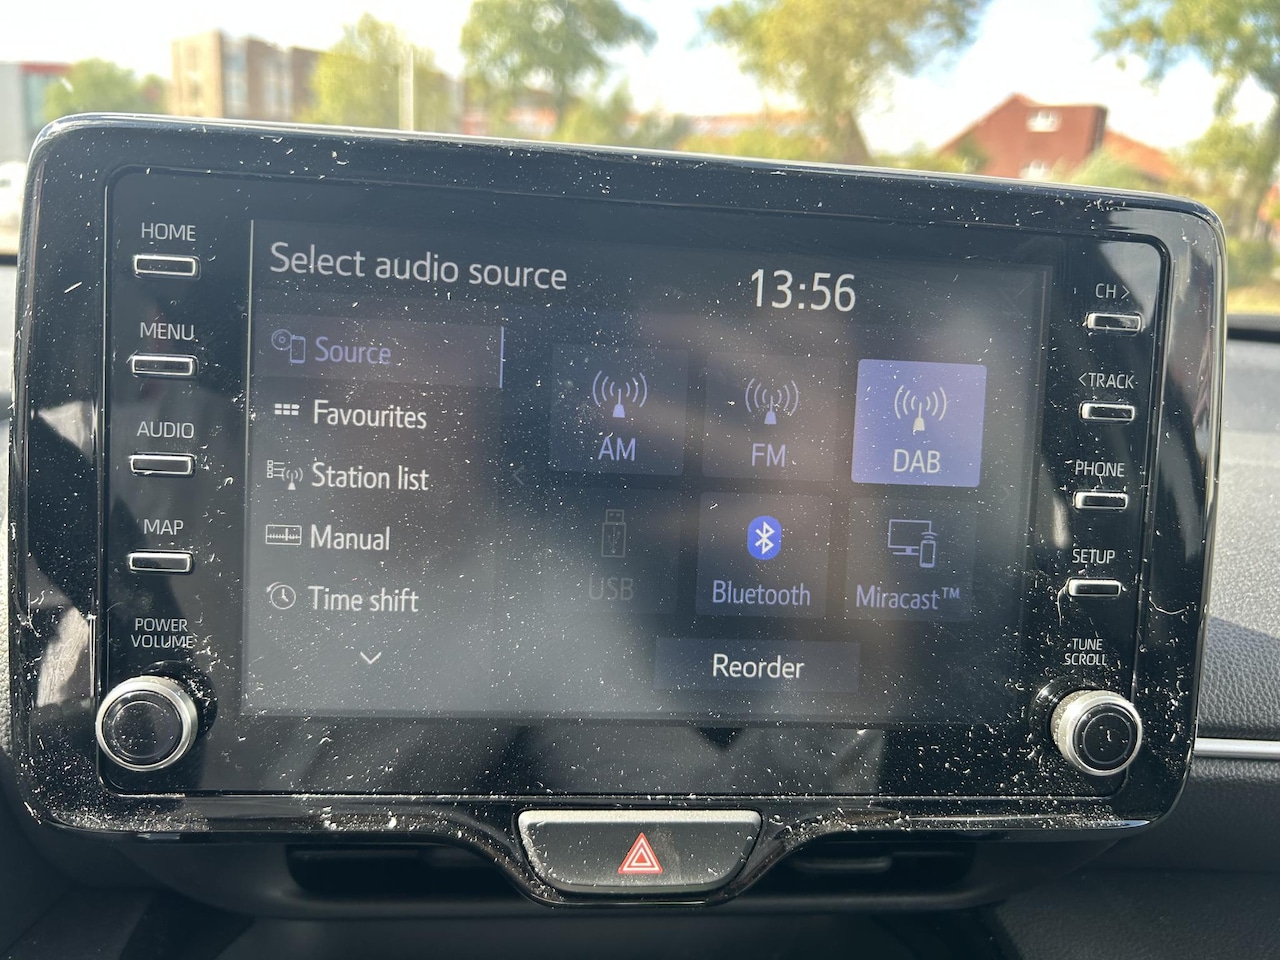 HOME
MENU
AUDIO
MAP
POWER
VOLUME
Select audio source
13:56
Source
Favourites
Station list
Manual
Time shift
AM
FM
DAB
USB
Bluetooth
Miracast™
Reorder
CH >
< TRACK
PHONE
SETUP
TUNE
SCROLL